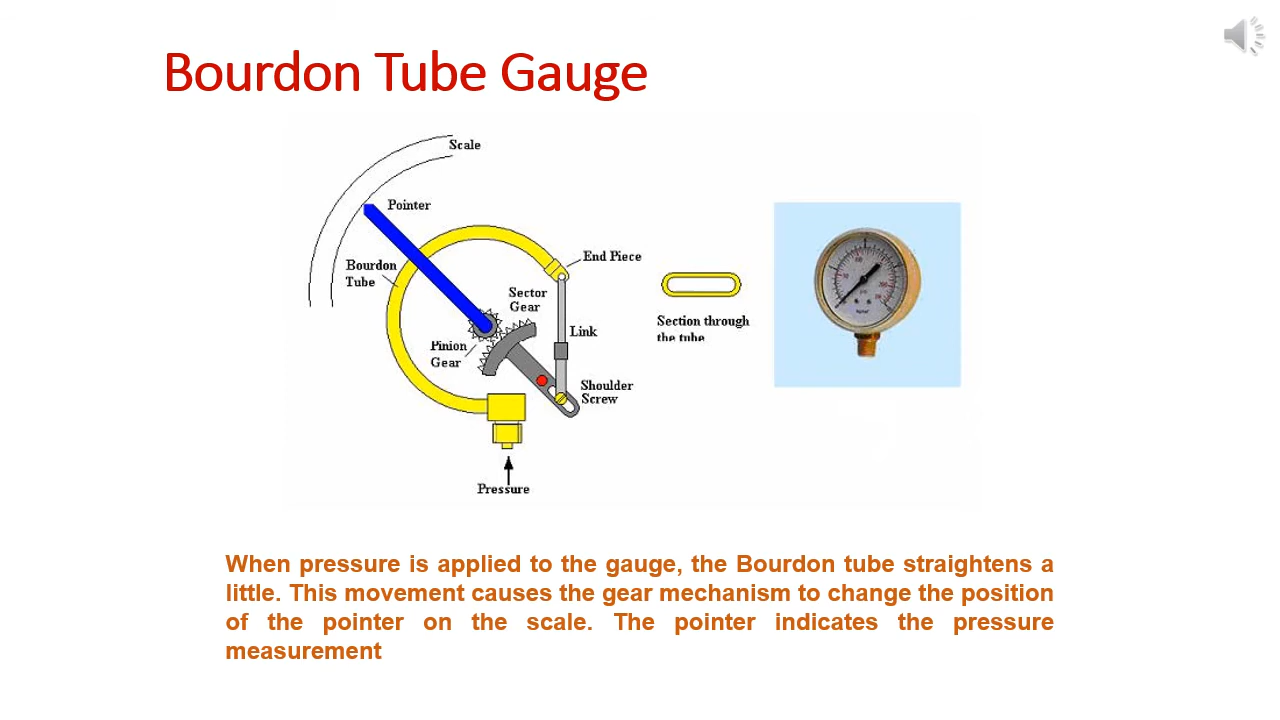 Bourdon Tube Gauge
Scale
Pointer
Bourdon
Tube
End Piece
Sector
Gear
Link
Pinion
Gear
Shoulder
Screw
Pressure
Section through
the tube
When pressure is applied to the gauge, the Bourdon tube straightens a
little. This movement causes the gear mechanism to change the position
of the pointer on the scale. The pointer indicates the pressure
measurement